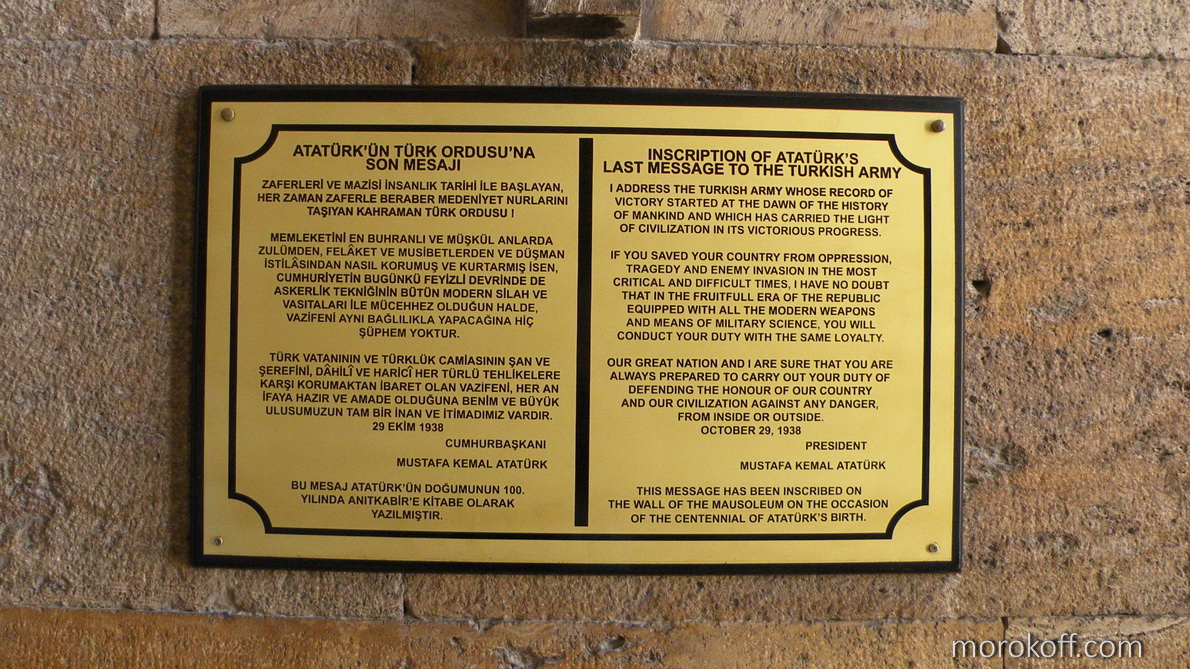 ATATÜRK'ÜN TÜRK ORDUSU'NA
SON MESAJI
ZAFERLERİ VE MAZİSİ İNSANLIK TARİHİ İLE BAŞLAYAN,
HER ZAMAN ZAFERLE BERABER MEDENİYET NURLARINI
TAŞIYAN KAHRAMAN TÜRK ORDUSU !
MEMLEKETİNİ EN BUHRANLI VE MÜŞKÜL ANLARDA
ZULÜMDEN, FELÂKET VE MUSİBETLERDEN VE DÜŞMAN
İSTİLÂSINDAN NASIL KORUMUŞ VE KURTARMIŞ İSEN,
CUMHURİYETİN BUGÜNKÜ FEYİZLİ DEVRİNDE DE
ASKERLİK TEKNİĞİNİN BÜTÜN MODERN SİLAH VE
VASITALARI İLE MÜCEHHEZ OLDUĞUN HALDE,
VAZİFENİ AYNI BAĞLILIKLA YAPACAĞINA HİÇ
ŞÜPHEM YOKTUR.
TÜRK VATANININ VE TÜRKLÜK CAMİASININ ŞAN VE
ŞEREFİNİ, DÂHİLÎ VE HARİCÎ HER TÜRLÜ TEHLİKELERE
KARŞI KORUMAKTAN İBARET OLAN VAZİFENİ, HER AN
İFAYA HAZIR VE AMADE OLDUĞUNA BENİM VE BÜYÜK
ULUSUMUZUN TAM BİR İNAN VE İTİMADIMIZ VARDIR.
29 EKİM 1938
CUMHURBAŞKANI
MUSTAFA KEMAL ATATÜRK
BU MESAJ ATATÜRK'ÜN DOĞUMUNUN 100.
YILINDA ANITKABİR'E KİTABE OLARAK
YAZILMIŞTIR.
INSCRIPTION OF ATATÜRK'S
LAST MESSAGE TO THE TURKISH ARMY
I ADDRESS THE TURKISH ARMY WHOSE RECORD OF
VICTORY STARTED AT THE DAWN OF THE HISTORY
OF MANKIND AND WHICH HAS CARRIED THE LIGHT
OF CIVILIZATION IN ITS VICTORIOUS PROGRESS.
IF YOU SAVED YOUR COUNTRY FROM OPPRESSION,
TRAGEDY AND ENEMY INVASION IN THE MOST
CRITICAL AND DIFFICULT TIMES, I HAVE NO DOUBT
THAT IN THE FRUITFULL ERA OF THE REPUBLIC
EQUIPPED WITH ALL THE MODERN WEAPONS
AND MEANS OF MILITARY SCIENCE, YOU WILL
CONDUCT YOUR DUTY WITH THE SAME LOYALTY.
OUR GREAT NATION AND I ARE SURE THAT YOU ARE
ALWAYS PREPARED TO CARRY OUT YOUR DUTY OF
DEFENDING THE HONOUR OF OUR COUNTRY
AND OUR CIVILIZATION AGAINST ANY DANGER,
FROM INSIDE OR OUTSIDE.
OCTOBER 29, 1938
PRESIDENT
MUSTAFA KEMAL ATATÜRK
THIS MESSAGE HAS BEEN INSCRIBED ON
THE WALL OF THE MAUSOLEUM ON THE OCCASION
OF THE CENTENNIAL OF ATATÜRK'S BIRTH.
morokoff.com